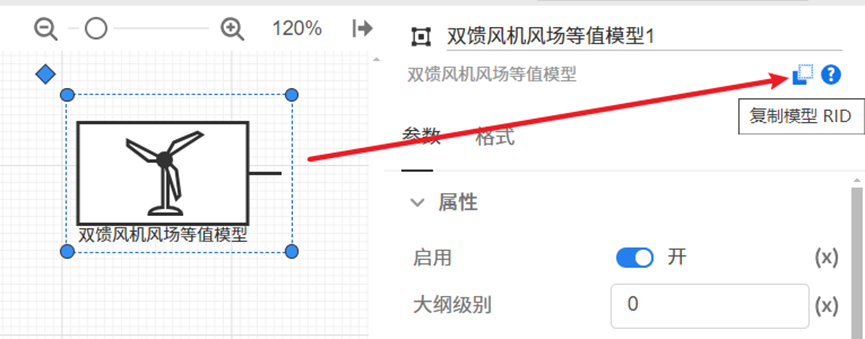 120%
双馈风机风场等值模型
双馈风机风场等值模型1
双馈风机风场等值模型
复制模型 RID
参数 格式
属性
启用 开 (x)
大纲级别 0 (x)